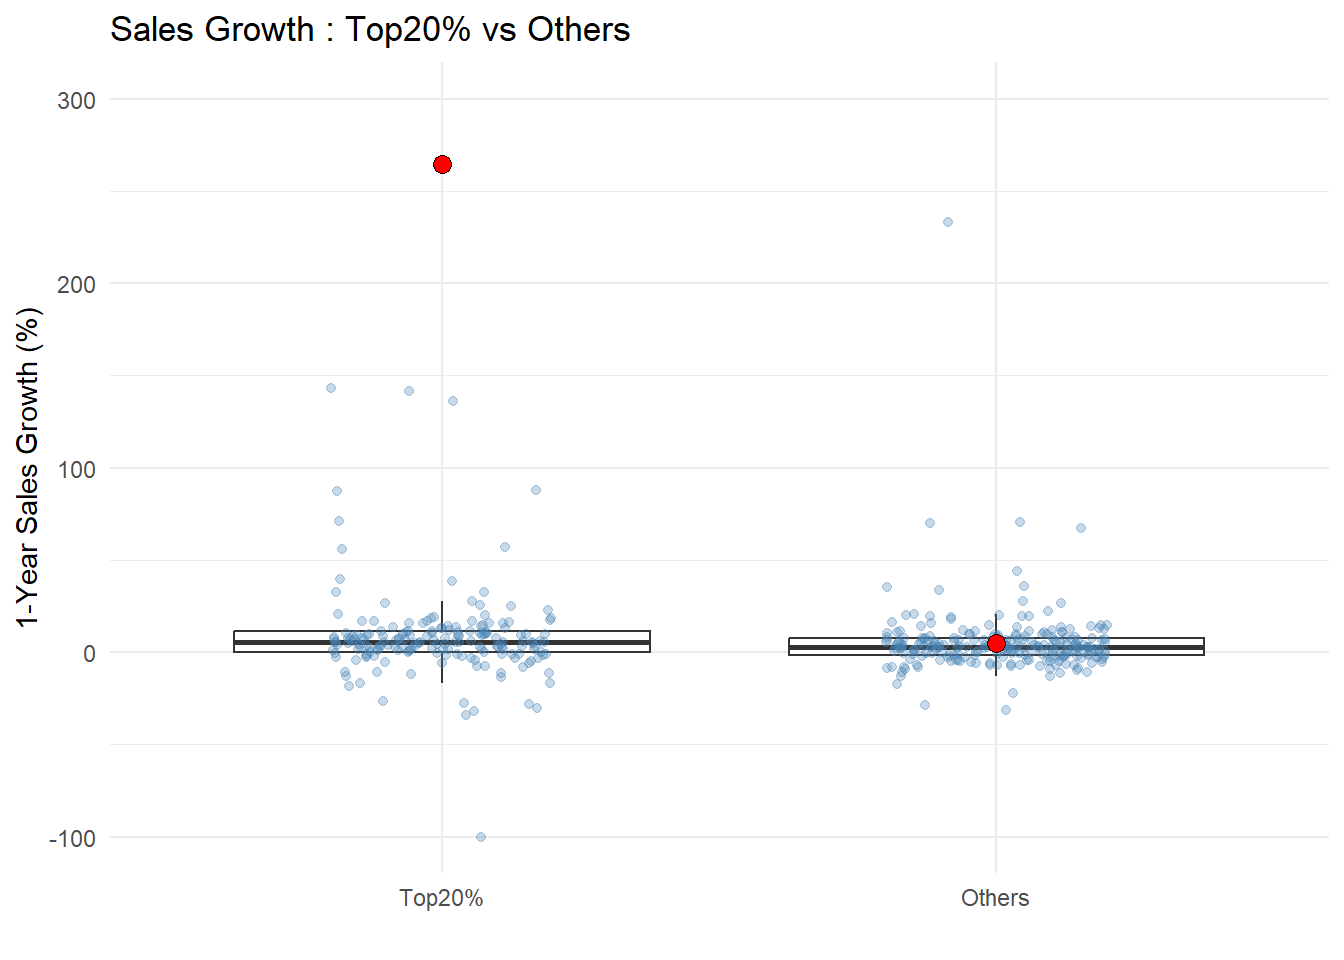 Sales Growth : Top20% vs Others
1-Year Sales Growth (%)
300
200
100
0
-100
Top20%
Others